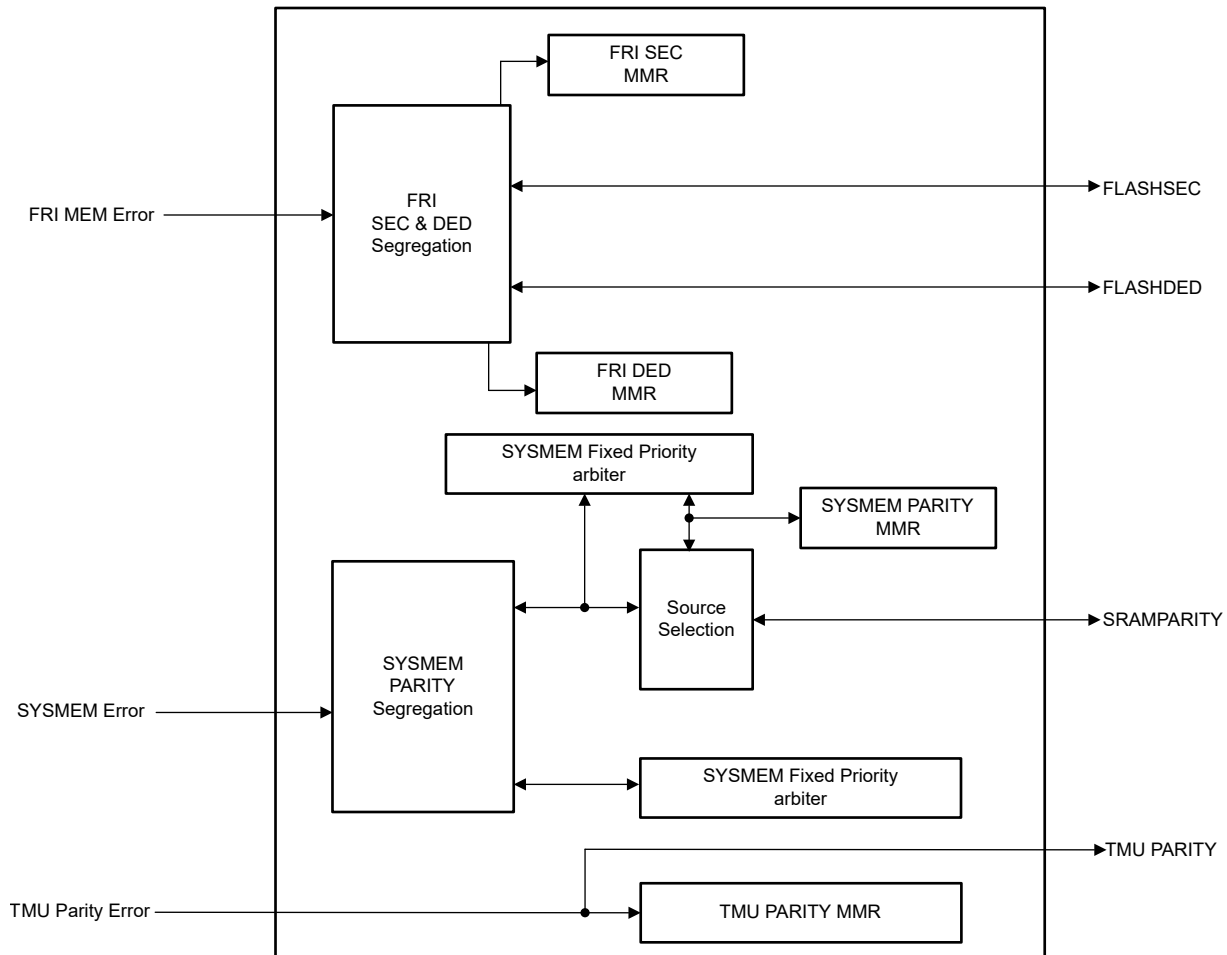 FRI SEC
MMR
FRI
SEC & DED
Segregation
FRI MEM Error
FLASHSEC
FLASHDED
FRI DED
MMR
SYSMEM Fixed Priority
arbiter
SYSMEM PARITY
MMR
Source
Selection
SRAMPARITY
SYSMEM
PARITY
Segregation
SYSMEM Error
SYSMEM Fixed Priority
arbiter
TMU PARITY
TMU Parity Error
TMU PARITY MMR